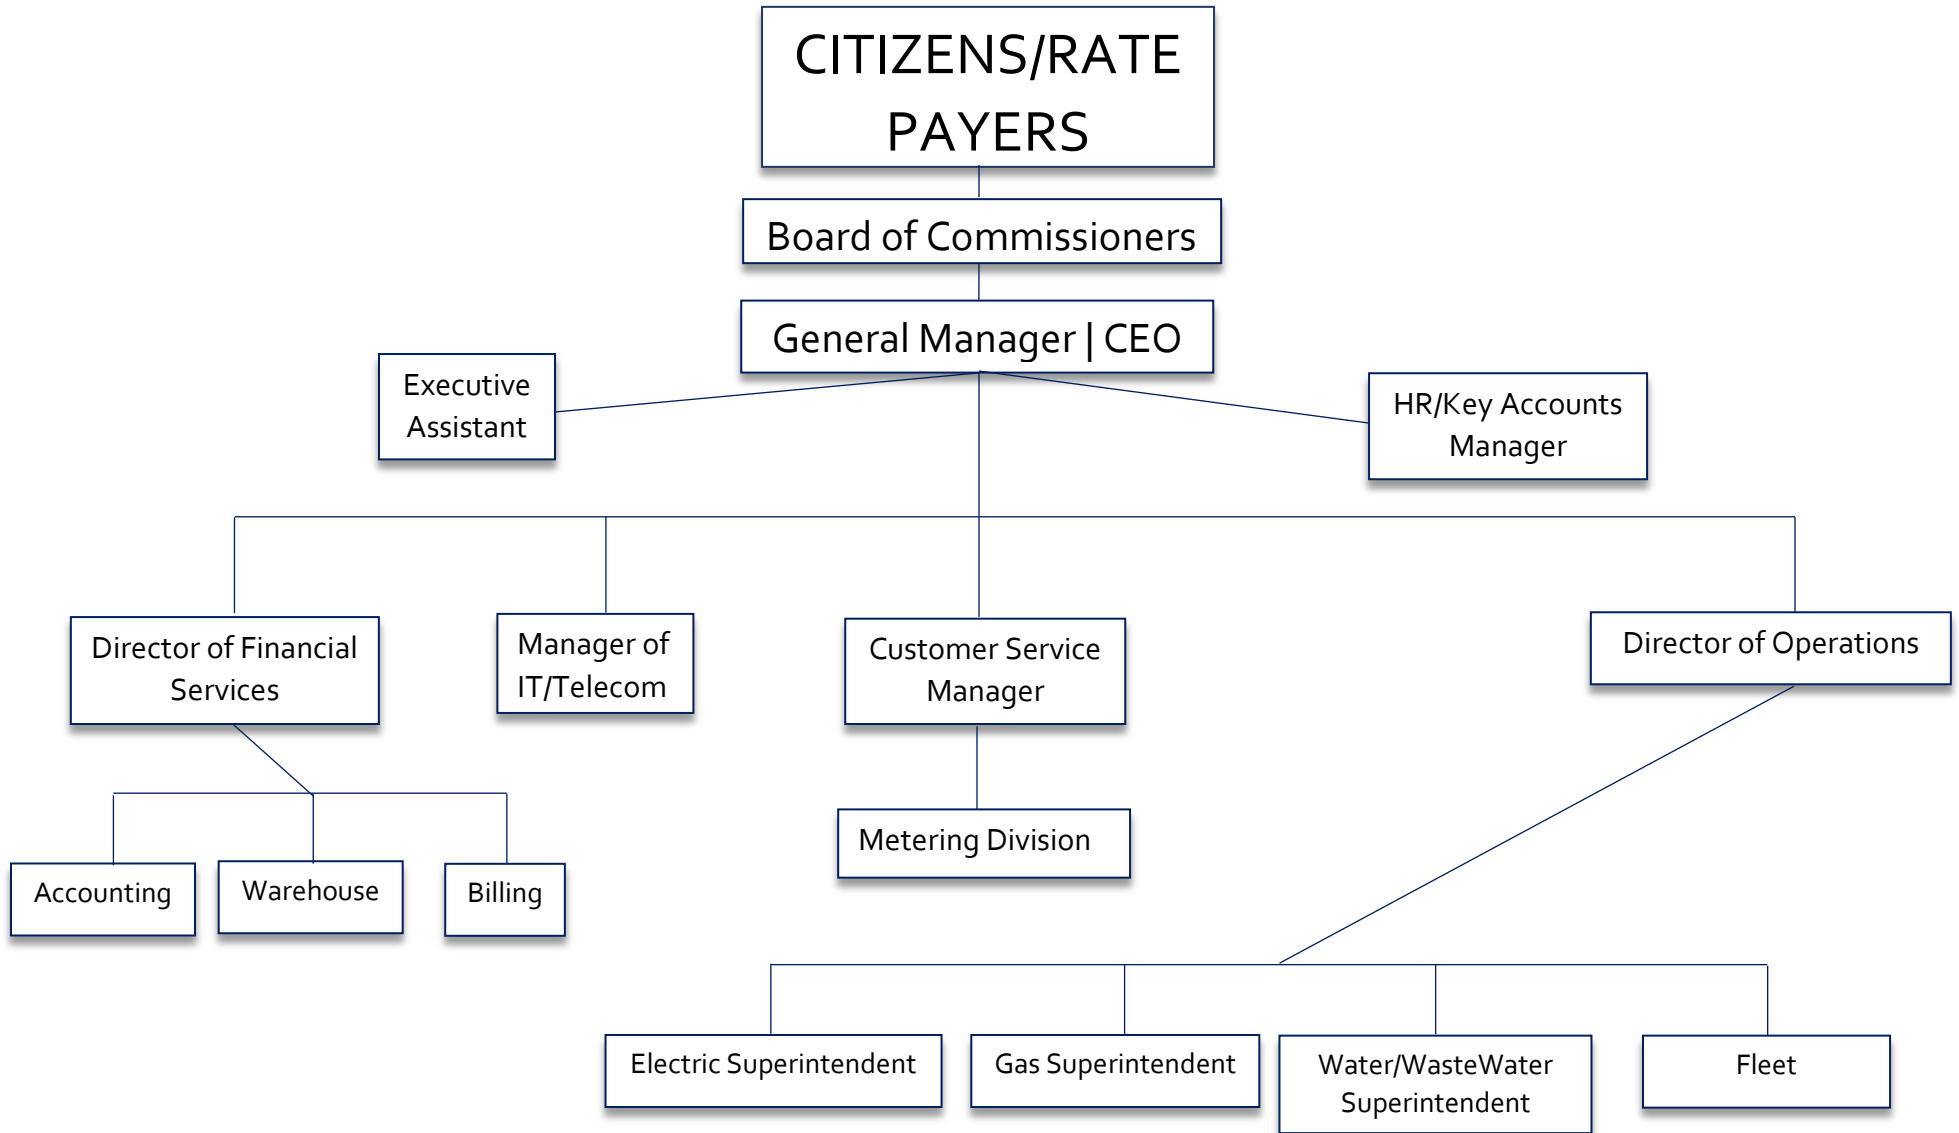 CITIZENS/RATE
PAYERS
Board of Commissioners
General Manager | CEO
Executive
Assistant
HR/Key Accounts
Manager
Director of Financial
Services
Manager of
IT/Telecom
Customer Service
Manager
Director of Operations
Metering Division
Accounting
Warehouse
Billing
Electric Superintendent
Gas Superintendent
Water/WasteWater
Superintendent
Fleet